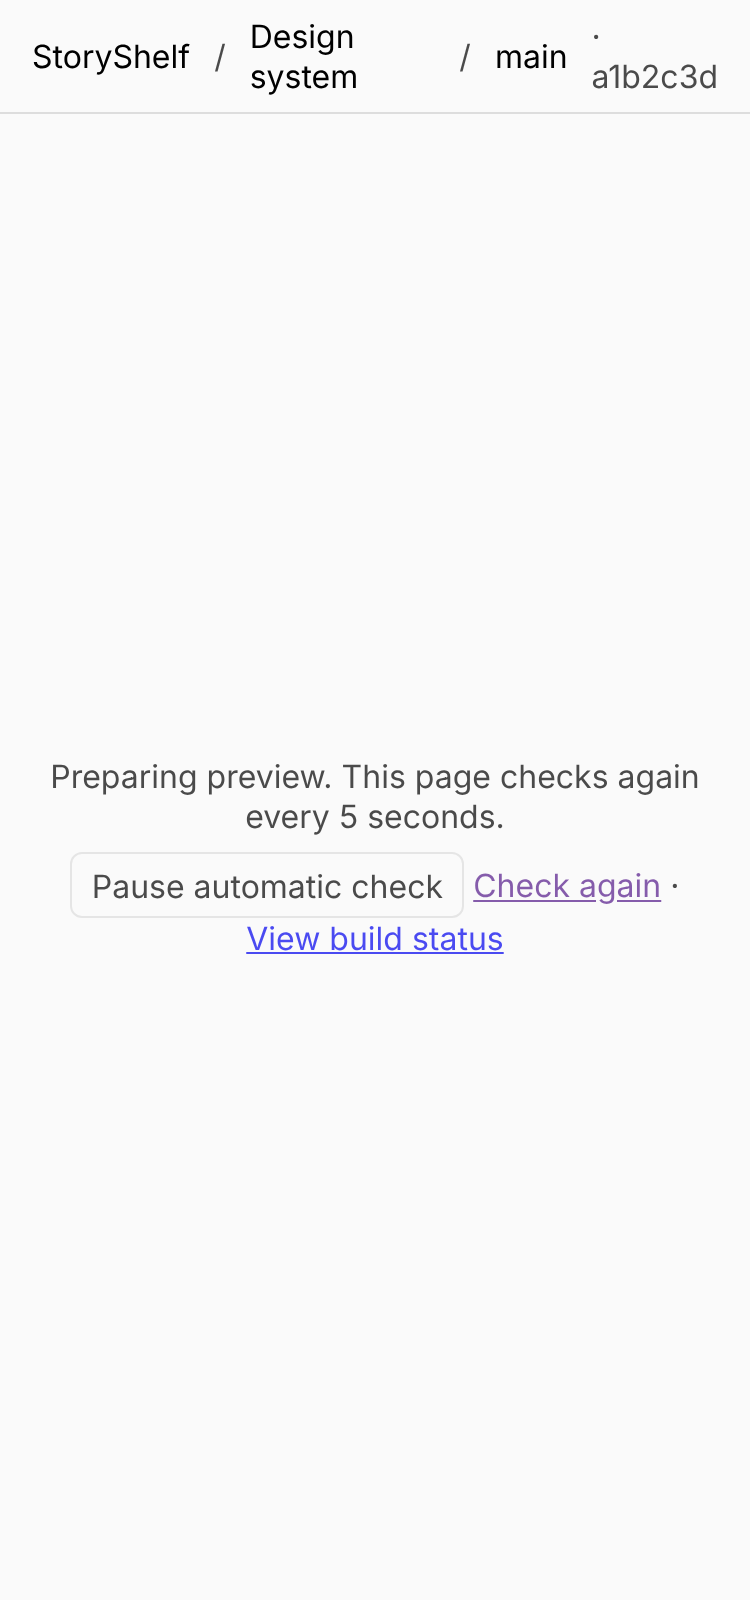 StoryShelf / Design system / main · a1b2c3d
Preparing preview. This page checks again
every 5 seconds.
Pause automatic check Check again ·
View build status